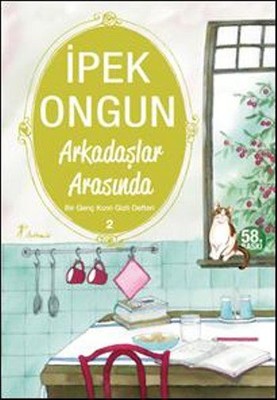 İPEK
ONGUN
Arkadaşlar
Arasında
Bir Genç Kızın Gizli Defteri
2
58.
BASKI